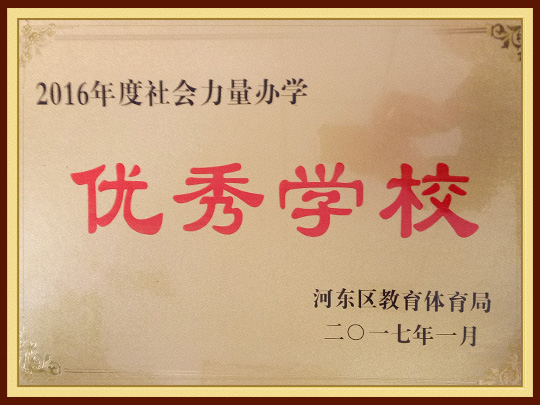 2016年度社会力量办学
优秀学校
河东区教育体育局
二〇一七年一月